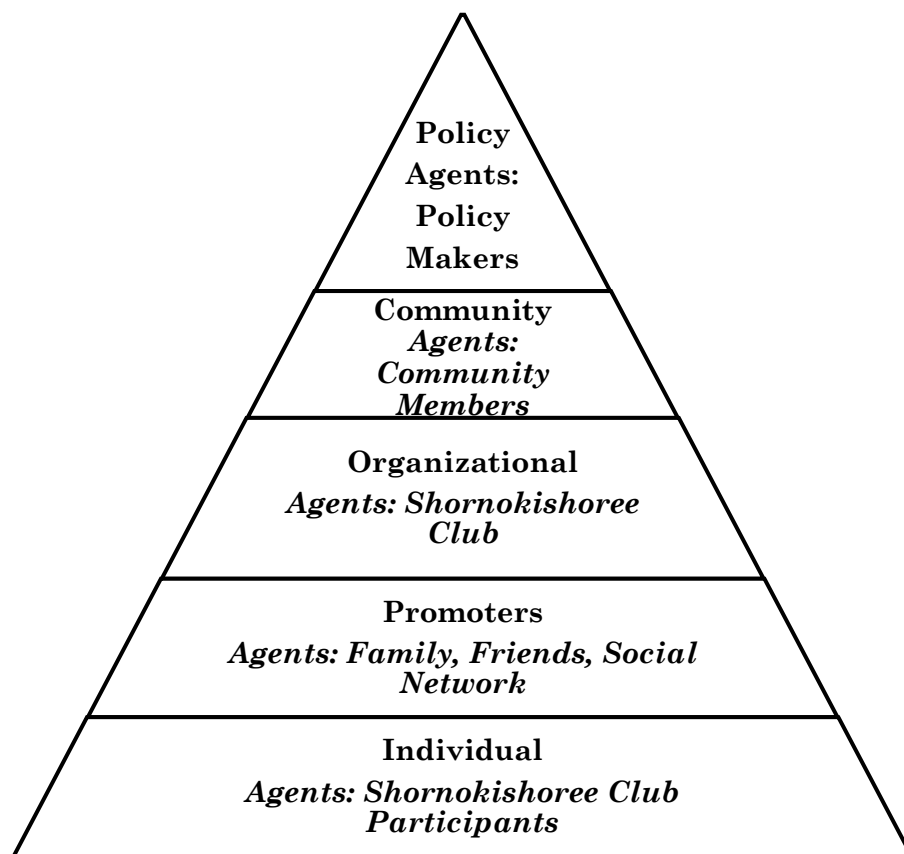 Policy
Agents:
Policy
Makers
Community
Agents:
Community
Members
Organizational
Agents: Shornokishoree
Club
Promoters
Agents: Family, Friends, Social
Network
Individual
Agents: Shornokishoree Club
Participants